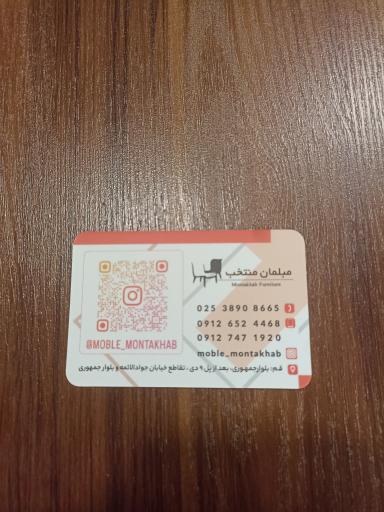 مبلمان منتخب
Montakhab Furniture
025 3890 8665
0912 652 4468
0912 747 1920
moble_montakhab
@MOBLE_MONTAKHAB
قم: بلوار جمهوری، بعد از پل ۹ دی ، تقاطع خیابان جوادالائمه و بلوار جمهوری